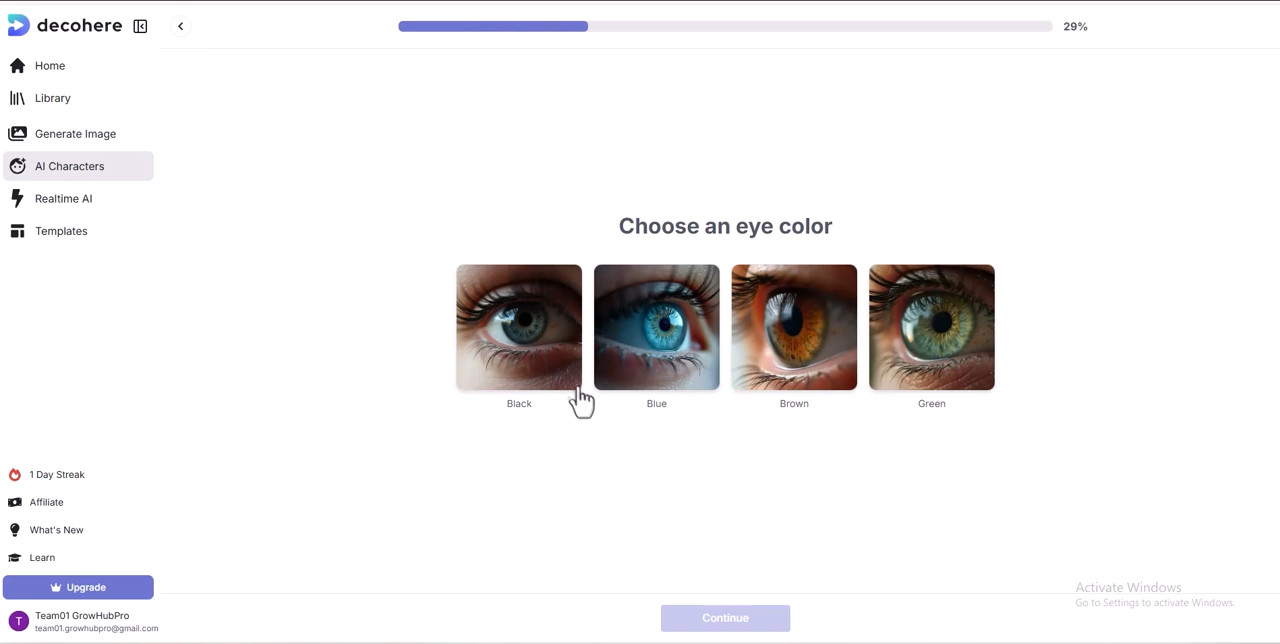 decohere
29%
Home
Library
Generate Image
AI Characters
Realtime AI
Templates
Choose an eye color
Black
Blue
Brown
Green
1 Day Streak
Affiliate
What's New
Learn
Upgrade
T
Team01 GrowHubPro
team01.growhubpro@gmail.com
Continue
Activate Windows
Go to Settings to activate Windows.